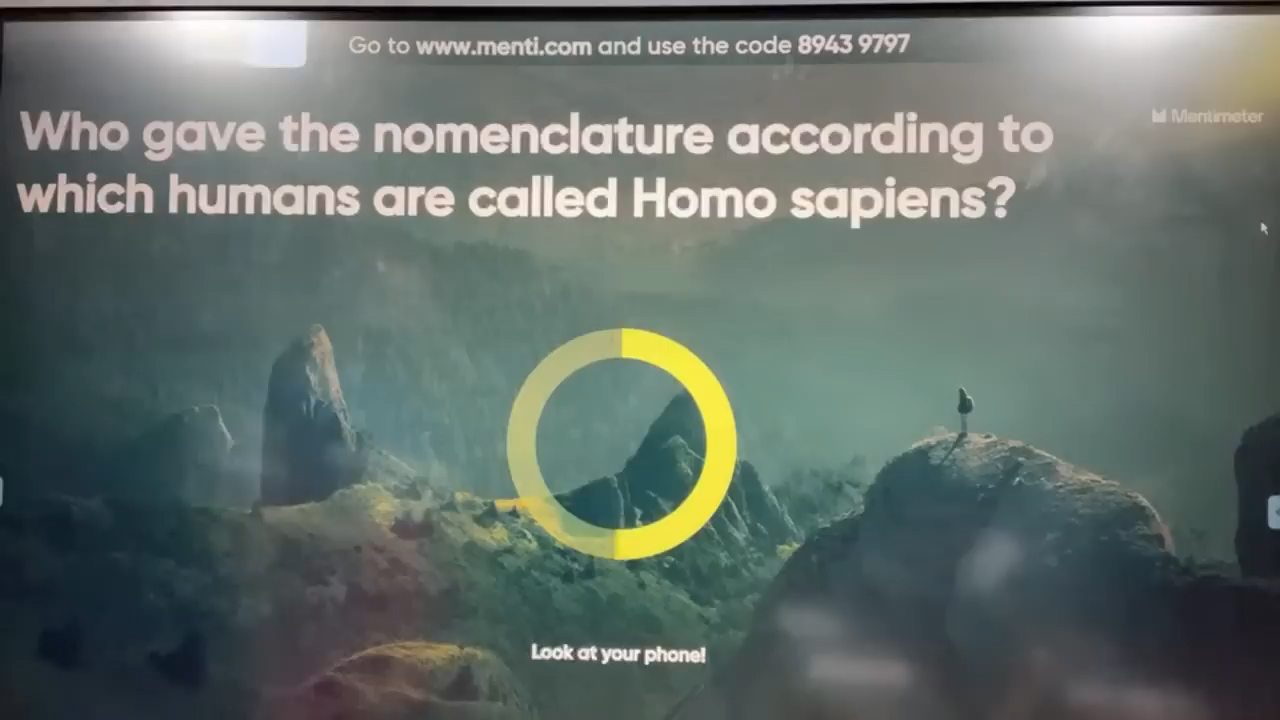 Go to www.menti.com and use the code 8943 9797
Mentimeter
Who gave the nomenclature according to
which humans are called Homo sapiens?
Look at your phone!